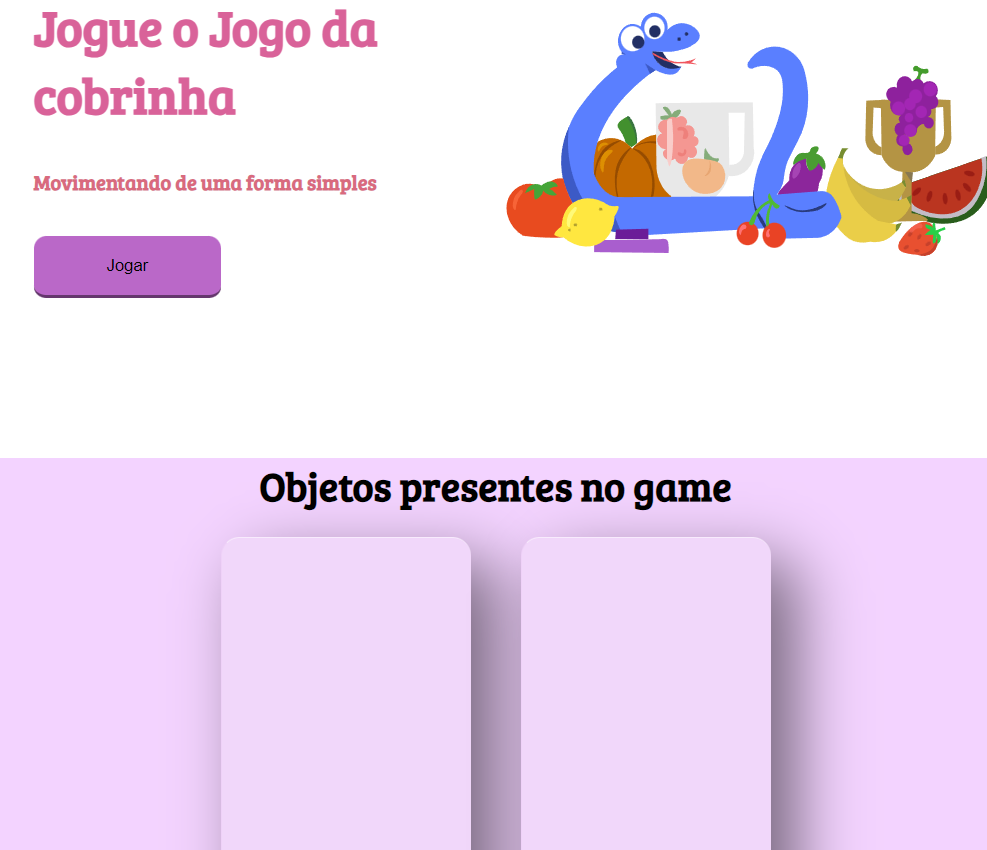 Jogue o Jogo da
cobrinha
Movimentando de uma forma simples
Jogar
Objetos presentes no game